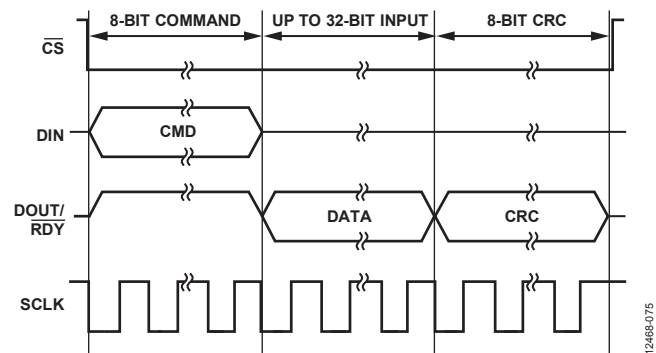 8-BIT COMMAND
UP TO 32-BIT INPUT
8-BIT CRC
CS
DIN
CMD
DOUT/
RDY
DATA
CRC
SCLK
12468-075